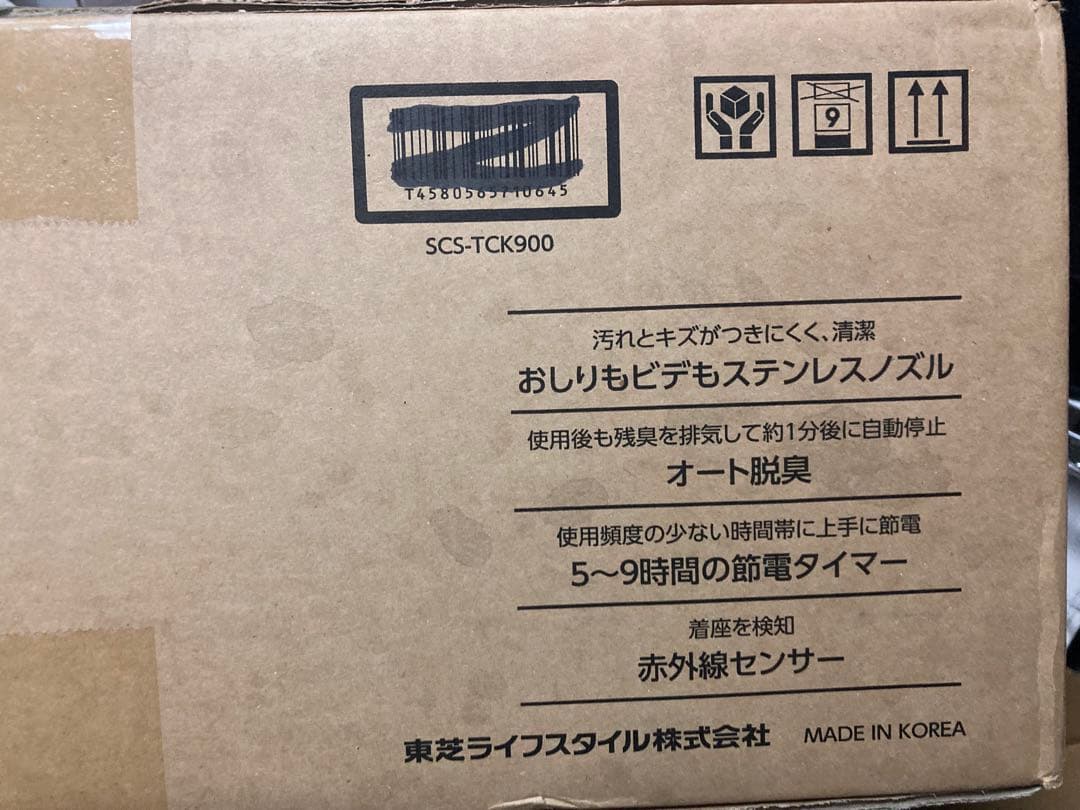 T4580565710645
SCS-TCK900
9
汚れとキズがつきにくく、清潔
おしりもビデもステンレスノズル
使用後も残臭を排気して約1分後に自動停止
オート脱臭
使用頻度の少ない時間帯に上手に節電
5〜9時間の節電タイマー
着座を検知
赤外線センサー
東芝ライフスタイル株式会社 MADE IN KOREA